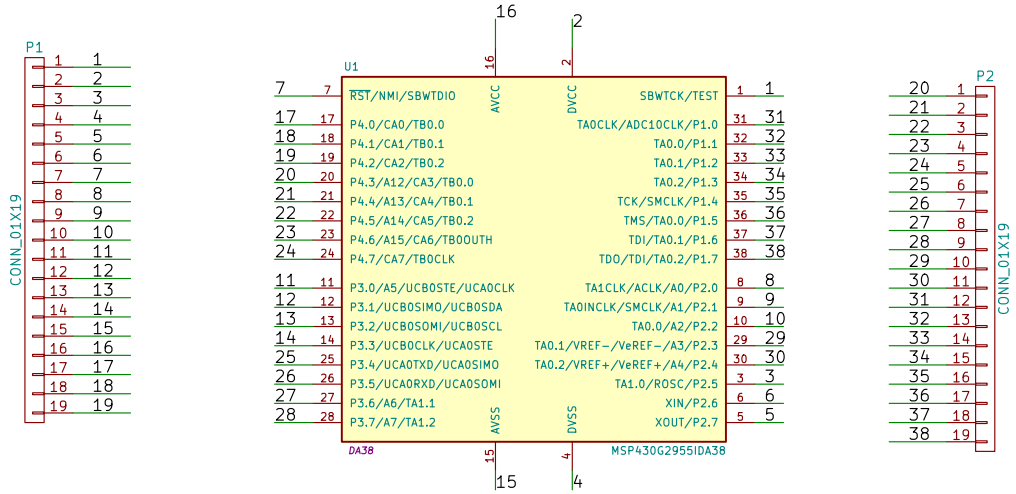 P1
CONN_01X19
1 1
2 2
3 3
4 4
5 5
6 6
7 7
8 8
9 9
10 10
11 11
12 12
13 13
14 14
15 15
16 16
17 17
18 18
19 19
U1
16 16 AVCC
2 2 DVCC
7 7 RST/NMI/SBWTDIO
17 17 P4.0/CA0/TB0.0
18 18 P4.1/CA1/TB0.1
19 19 P4.2/CA2/TB0.2
20 20 P4.3/A12/CA3/TB0.0
21 21 P4.4/A13/CA4/TB0.1
22 22 P4.5/A14/CA5/TB0.2
23 23 P4.6/A15/CA6/TB0OUTH
24 24 P4.7/CA7/TB0CLK
11 11 P3.0/A5/UCB0STE/UCA0CLK
12 12 P3.1/UCB0SIMO/UCB0SDA
13 13 P3.2/UCB0SOMI/UCB0SCL
14 14 P3.3/UCB0CLK/UCA0STE
25 25 P3.4/UCA0TXD/UCA0SIMO
26 26 P3.5/UCA0RXD/UCA0SOMI
27 27 P3.6/A6/TA1.1
28 28 P3.7/A7/TA1.2
SBWTCK/TEST 1 1
TA0CLK/ADC10CLK/P1.0 31 31
TA0.0/P1.1 32 32
TA0.1/P1.2 33 33
TA0.2/P1.3 34 34
TCK/SMCLK/P1.4 35 35
TMS/TA0.0/P1.5 36 36
TDI/TA0.1/P1.6 37 37
TDO/TDI/TA0.2/P1.7 38 38
TA1CLK/ACLK/A0/P2.0 8 8
TA0INCLK/SMCLK/A1/P2.1 9 9
TA0.0/A2/P2.2 10 10
TA0.1/VREF-/VeREF-/A3/P2.3 29 29
TA0.2/VREF+/VeREF+/A4/P2.4 30 30
TA1.0/ROSC/P2.5 3 3
XIN/P2.6 6 6
XOUT/P2.7 5 5
AVSS 15 15
DVSS 4 4
DA38
MSP430G2955IDA38
P2
20 1
21 2
22 3
23 4
24 5
25 6
26 7
27 8
28 9
29 10
30 11
31 12
32 13
33 14
34 15
35 16
36 17
37 18
38 19
CONN_01X19